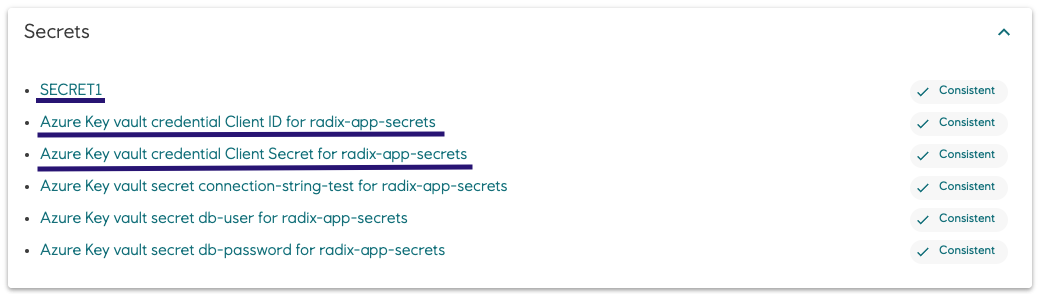 Secrets
SECRET1 Consistent
Azure Key vault credential Client ID for radix-app-secrets Consistent
Azure Key vault credential Client Secret for radix-app-secrets Consistent
Azure Key vault secret connection-string-test for radix-app-secrets Consistent
Azure Key vault secret db-user for radix-app-secrets Consistent
Azure Key vault secret db-password for radix-app-secrets Consistent